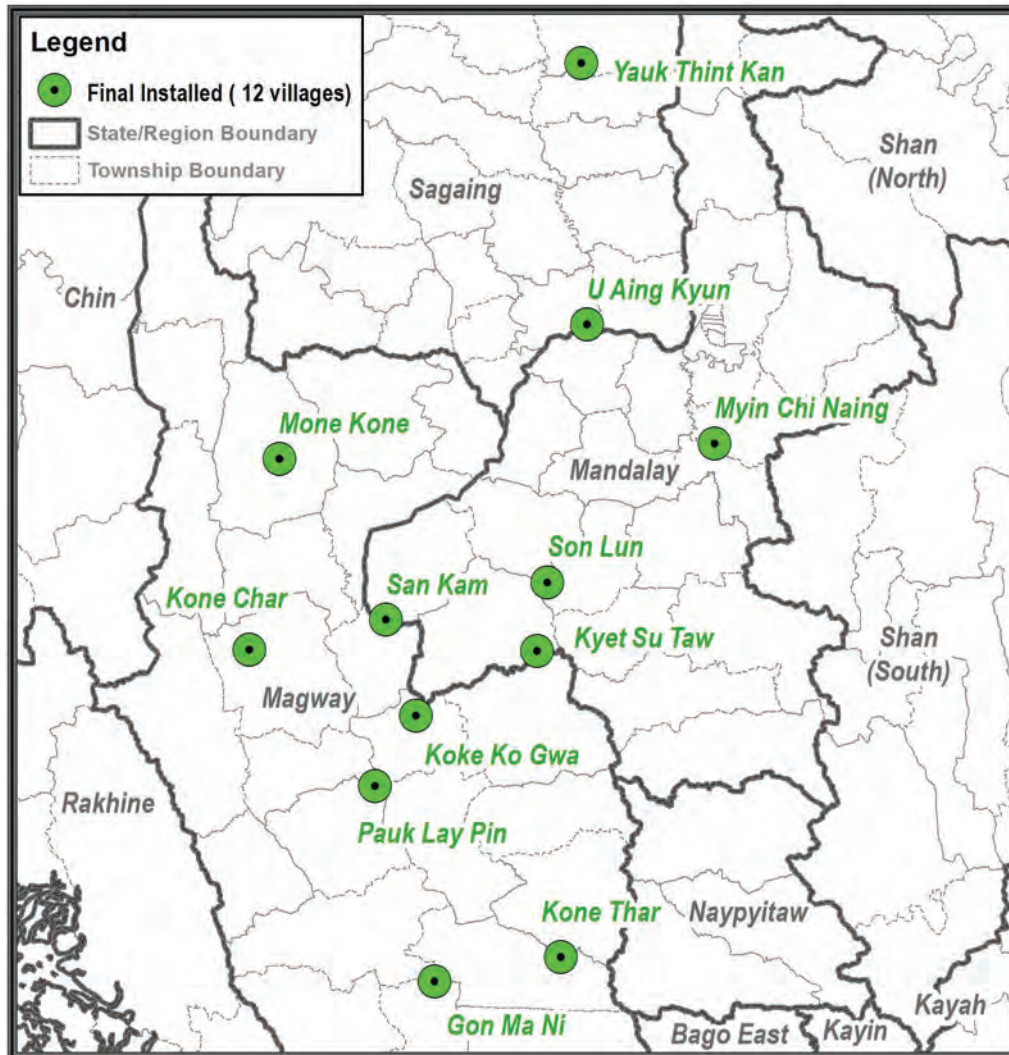 Legend
Final Installed ( 12 villages)
State/Region Boundary
Township Boundary
Yauk Thint Kan
Shan
(North)
Sagaing
Chin
U Aing Kyun
Mone Kone
Myin Chi Naing
Mandalay
Son Lun
San Kam
Kone Char
Kyet Su Taw
Shan
(South)
Magway
Koke Ko Gwa
Rakhine
Pauk Lay Pin
Kone Thar
Naypyitaw
Gon Ma Ni
Bago East
Kayin
Kayah